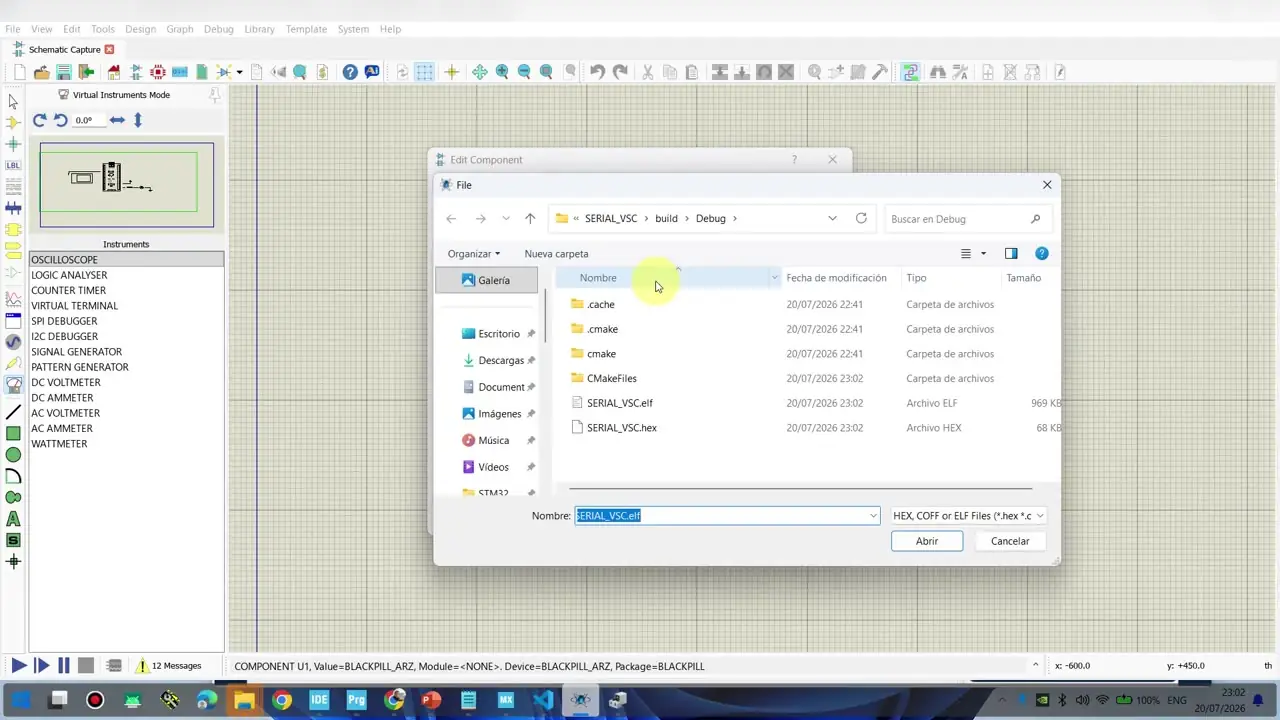 File View Edit Tools Design Graph Debug Library Template System Help
Schematic Capture
Virtual Instruments Mode
0.0º
LBL
Instruments
OSCILLOSCOPE
LOGIC ANALYSER
COUNTER TIMER
VIRTUAL TERMINAL
SPI DEBUGGER
I2C DEBUGGER
SIGNAL GENERATOR
PATTERN GENERATOR
DC VOLTMETER
DC AMMETER
AC VOLTMETER
AC AMMETER
WATTMETER
Edit Component
File
« SERIAL_VSC › build › Debug ›
Buscar en Debug
Organizar
Nueva carpeta
Galería
Escritorio
Descargas
Document
Imágenes
Música
Vídeos
STM32
Nombre Fecha de modificación Tipo Tamaño
.cache 20/07/2026 22:41 Carpeta de archivos
.cmake 20/07/2026 22:41 Carpeta de archivos
cmake 20/07/2026 22:41 Carpeta de archivos
CMakeFiles 20/07/2026 23:02 Carpeta de archivos
SERIAL_VSC.elf 20/07/2026 23:02 Archivo ELF 969 KB
SERIAL_VSC.hex 20/07/2026 23:02 Archivo HEX 68 KB
Nombre: SERIAL_VSC.elf HEX, COFF or ELF Files (*.hex *.c
Abrir Cancelar
12 Messages
COMPONENT U1, Value=BLACKPILL_ARZ, Module=<NONE>. Device=BLACKPILL_ARZ, Package=BLACKPILL
x: -600.0 y: +450.0 th
IDE Prg MX
100% ENG
23:02
20/07/2026